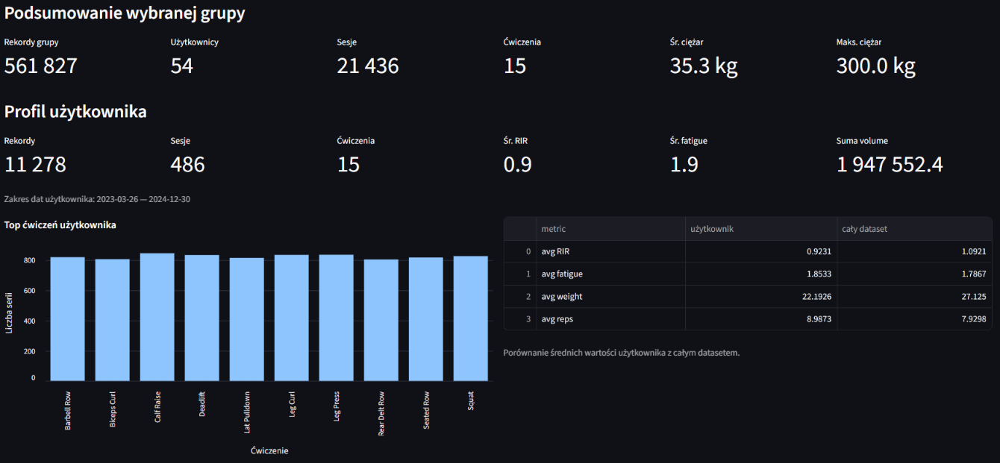 Podsumowanie wybranej grupy
Rekordy grupy Użytkownicy Sesje Ćwiczenia Śr. ciężar Maks. ciężar
561 827 54 21 436 15 35.3 kg 300.0 kg
Profil użytkownika
Rekordy Sesje Ćwiczenia Śr. RIR Śr. fatigue Suma volume
11 278 486 15 0.9 1.9 1 947 552.4
Zakres dat użytkownika: 2023-03-26 — 2024-12-30
Top ćwiczeń użytkownika
800
600
400
200
0
Liczba serii
Barbell Row
Biceps Curl
Calf Raise
Deadlift
Lat Pulldown
Leg Curl
Leg Press
Rear Delt Row
Seated Row
Squat
Ćwiczenie
metric użytkownik cały dataset
0 avg RIR 0.9231 1.0921
1 avg fatigue 1.8533 1.7867
2 avg weight 22.1926 27.125
3 avg reps 8.9873 7.9298
Porównanie średnich wartości użytkownika z całym datasetem.